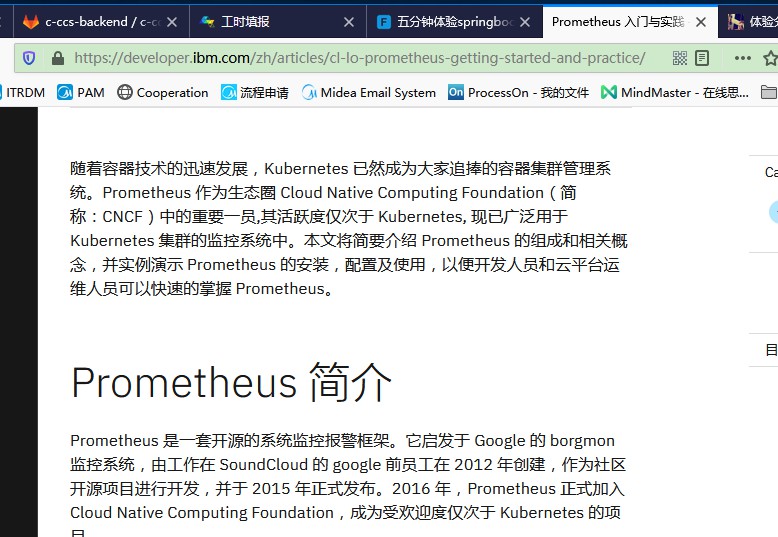 c-ccs-backend / c-c
工时填报
五分钟体验springbo
Prometheus 入门与实践
体验分
https://developer.ibm.com/zh/articles/cl-lo-prometheus-getting-started-and-practice/
ITRDM
PAM
Cooperation
流程申请
Midea Email System
On ProcessOn - 我的文件
MindMaster - 在线思...
随着容器技术的迅速发展，Kubernetes 已然成为大家追捧的容器集群管理系
统。Prometheus 作为生态圈 Cloud Native Computing Foundation（简
称：CNCF）中的重要一员,其活跃度仅次于 Kubernetes, 现已广泛用于
Kubernetes 集群的监控系统中。本文将简要介绍 Prometheus 的组成和相关概
念，并实例演示 Prometheus 的安装，配置及使用，以便开发人员和云平台运
维人员可以快速的掌握 Prometheus。
Ca
目
Prometheus 简介
Prometheus 是一套开源的系统监控报警框架。它启发于 Google 的 borgmon
监控系统，由工作在 SoundCloud 的 google 前员工在 2012 年创建，作为社区
开源项目进行开发，并于 2015 年正式发布。2016 年，Prometheus 正式加入
Cloud Native Computing Foundation，成为受欢迎度仅次于 Kubernetes 的项
目